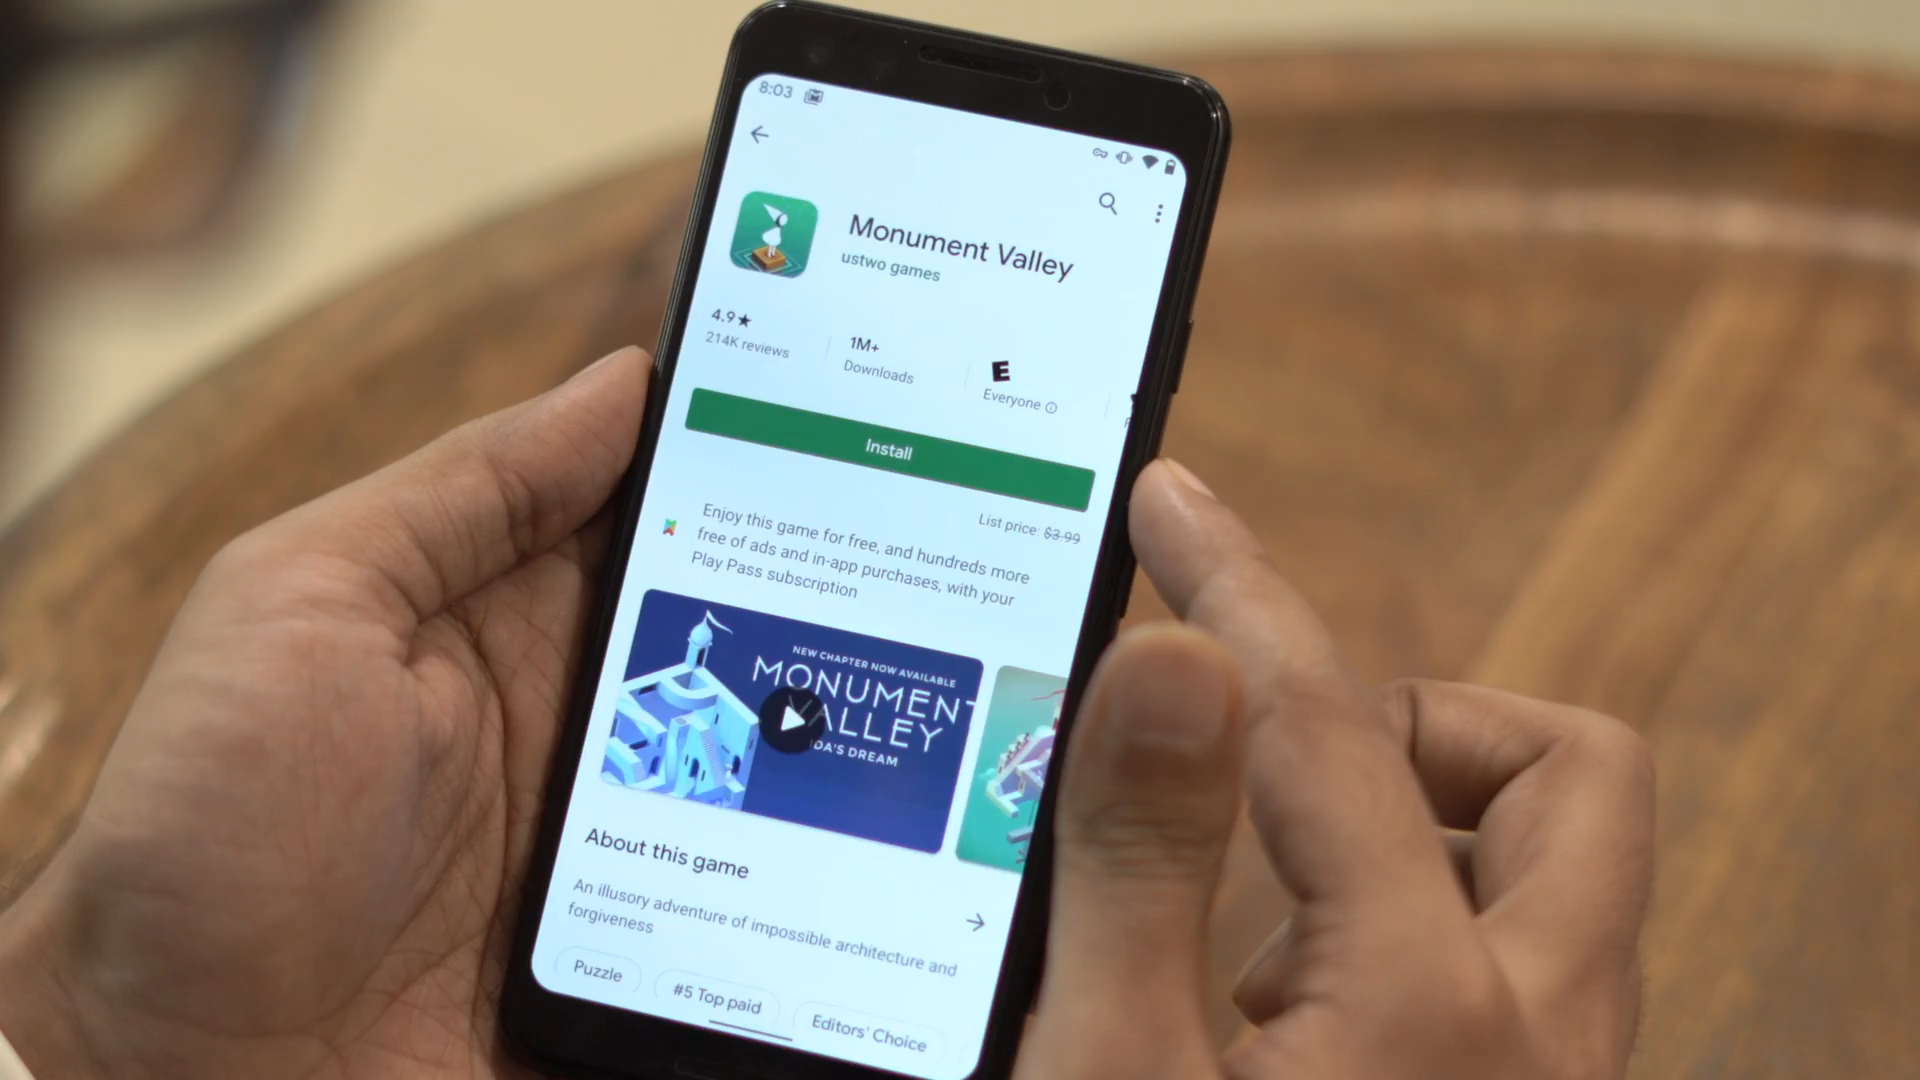 8:03
Monument Valley
ustwo games
4.9★
214K reviews
1M+
Downloads
E
Everyone
Install
List price: $3.99
Enjoy this game for free, and hundreds more
free of ads and in-app purchases, with your
Play Pass subscription
NEW CHAPTER NOW AVAILABLE
MONUMENT
VALLEY
IDA'S DREAM
About this game
An illusory adventure of impossible architecture and
forgiveness
Puzzle
#5 Top paid
Editors' Choice